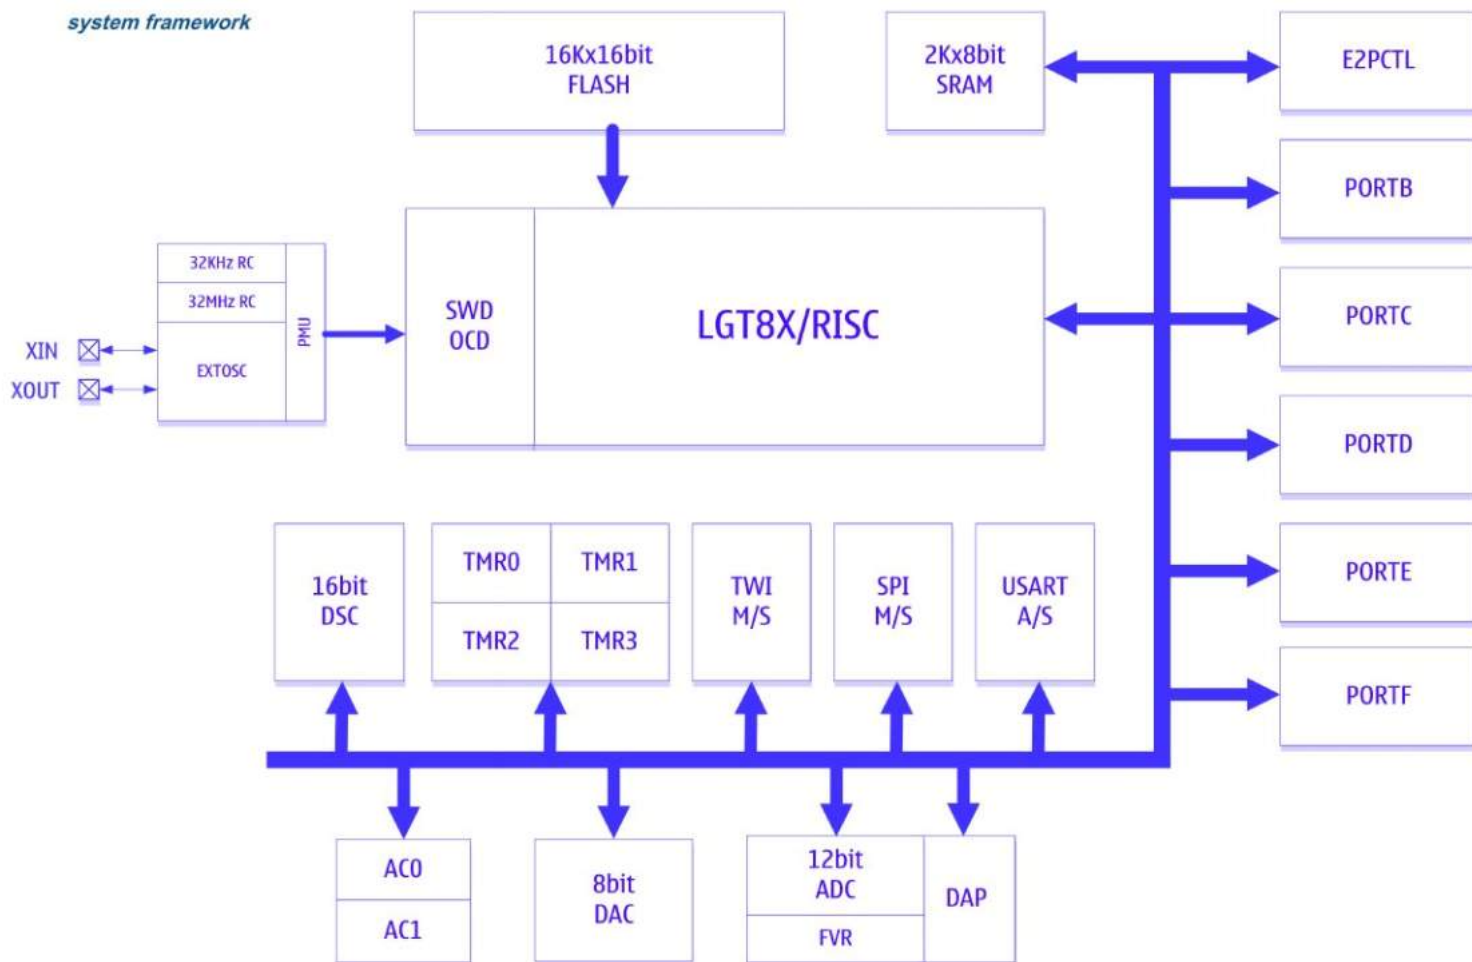 system framework
16Kx16bit
FLASH
2Kx8bit
SRAM
E2PCTL
PORTB
32KHz RC
32MHz RC
EXTOSC
PMU
XIN
XOUT
SWD
OCD
LGT8X/RISC
PORTC
PORTD
16bit
DSC
TMR0
TMR1
TMR2
TMR3
TWI
M/S
SPI
M/S
USART
A/S
PORTE
PORTF
AC0
AC1
8bit
DAC
12bit
ADC
FVR
DAP